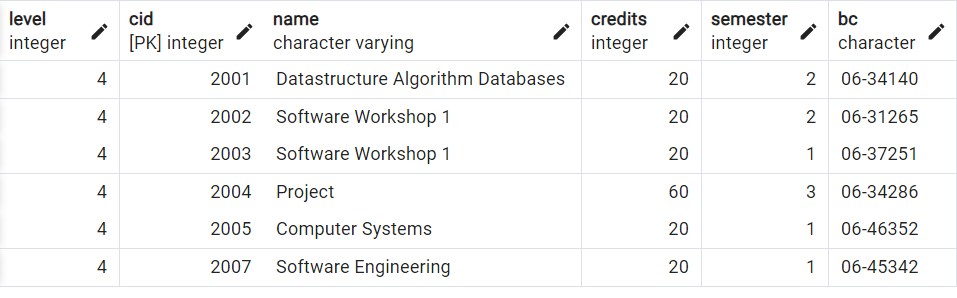 level cid name credits semester bc
integer [PK] integer character varying integer integer character
4 2001 Datastructure Algorithm Databases 20 2 06-34140
4 2002 Software Workshop 1 20 2 06-31265
4 2003 Software Workshop 1 20 1 06-37251
4 2004 Project 60 3 06-34286
4 2005 Computer Systems 20 1 06-46352
4 2007 Software Engineering 20 1 06-45342